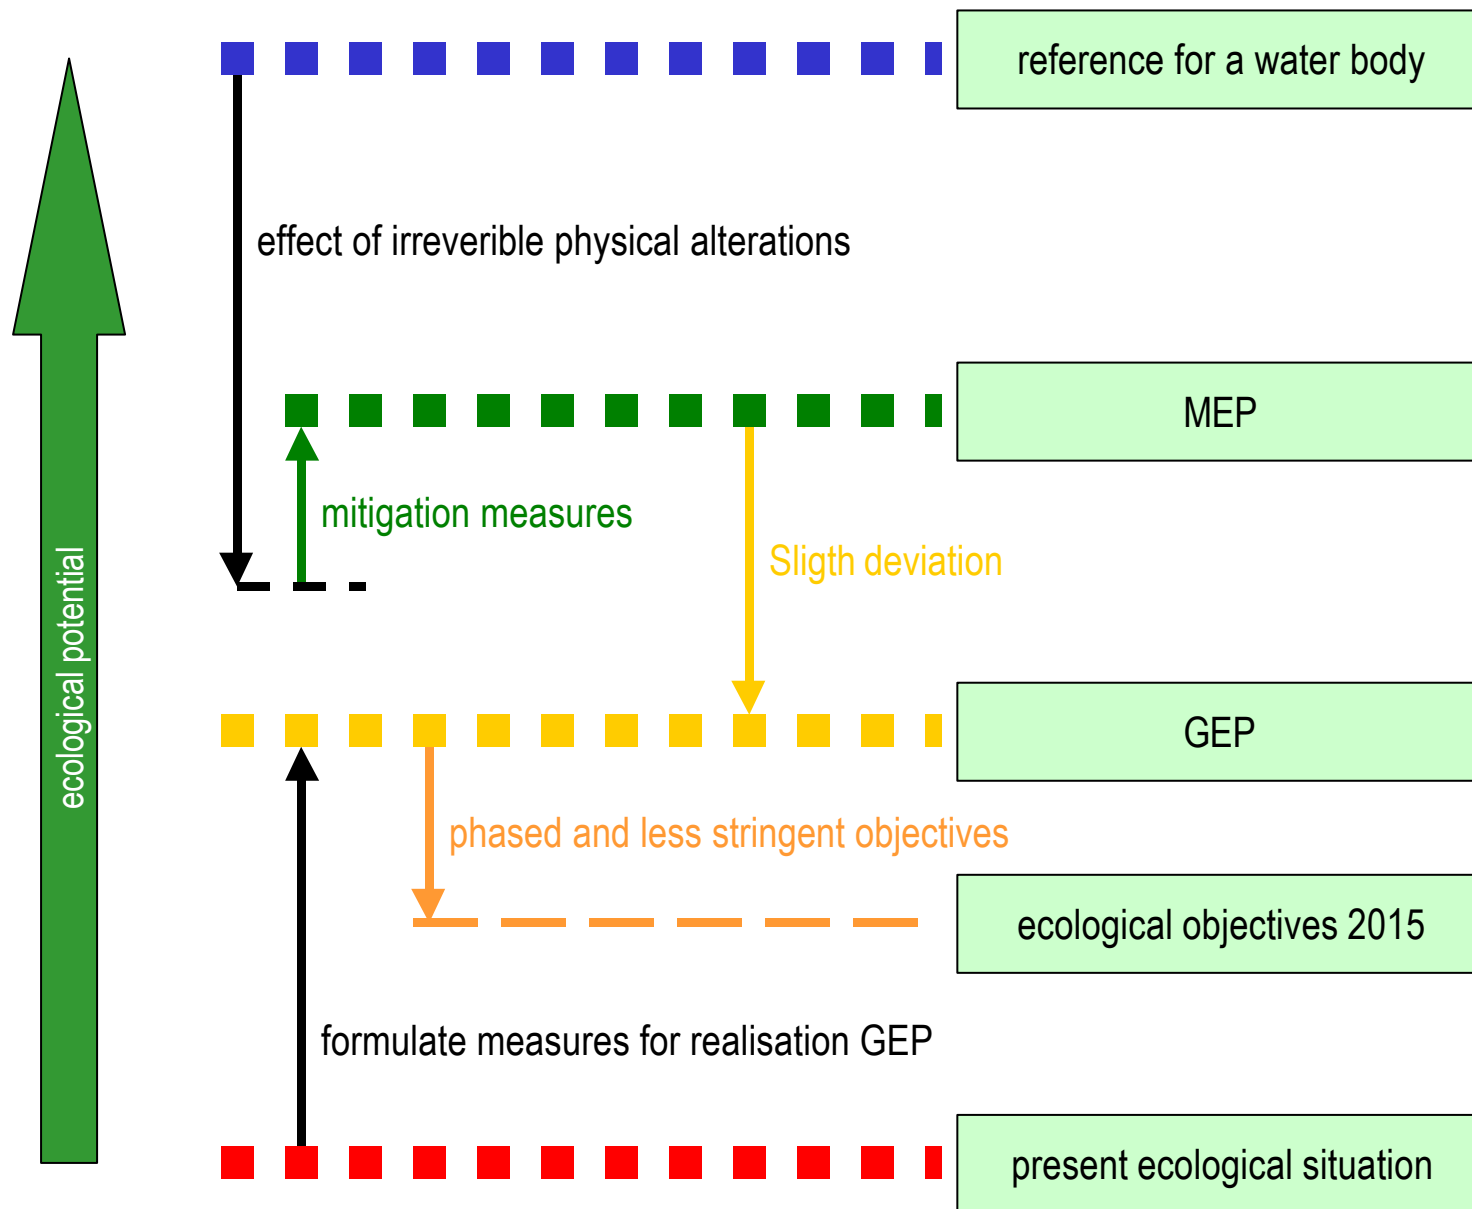 reference for a water body
effect of irreverible physical alterations
MEP
mitigation measures
Sligth deviation
ecological potential
GEP
phased and less stringent objectives
ecological objectives 2015
formulate measures for realisation GEP
present ecological situation